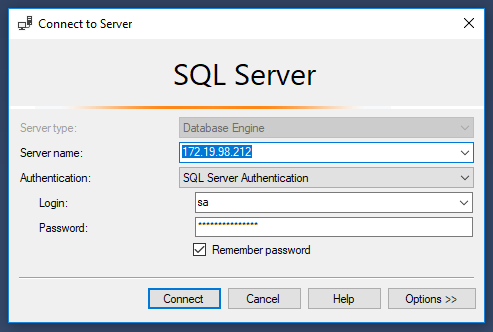 Connect to Server
SQL Server
Server type: Database Engine
Server name: 172.19.98.212
Authentication: SQL Server Authentication
Login: sa
Password: ***************
Remember password
Connect Cancel Help Options >>